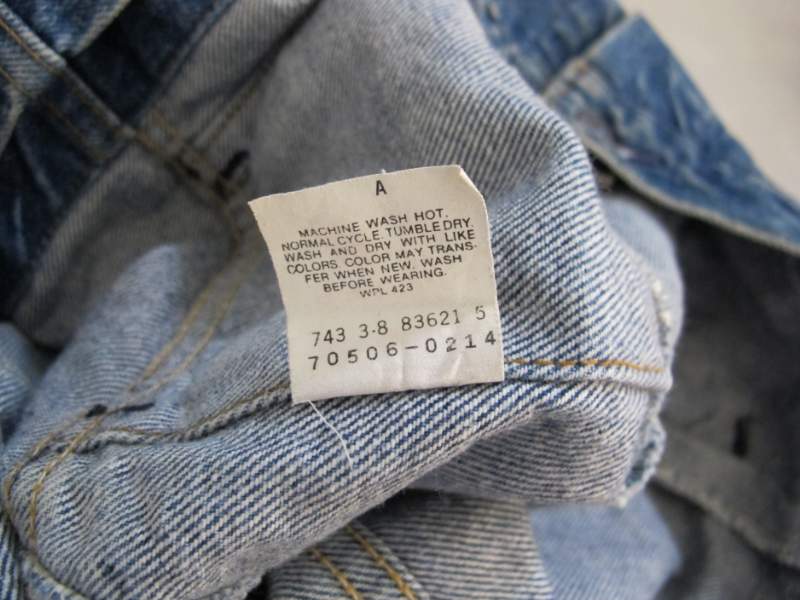 A
MACHINE WASH HOT.
NORMAL CYCLE. TUMBLE DRY.
WASH AND DRY WITH LIKE
COLORS. COLOR MAY TRANS-
FER WHEN NEW. WASH
BEFORE WEARING.
WPL 423
743 3-8 83621 5
70506-0214